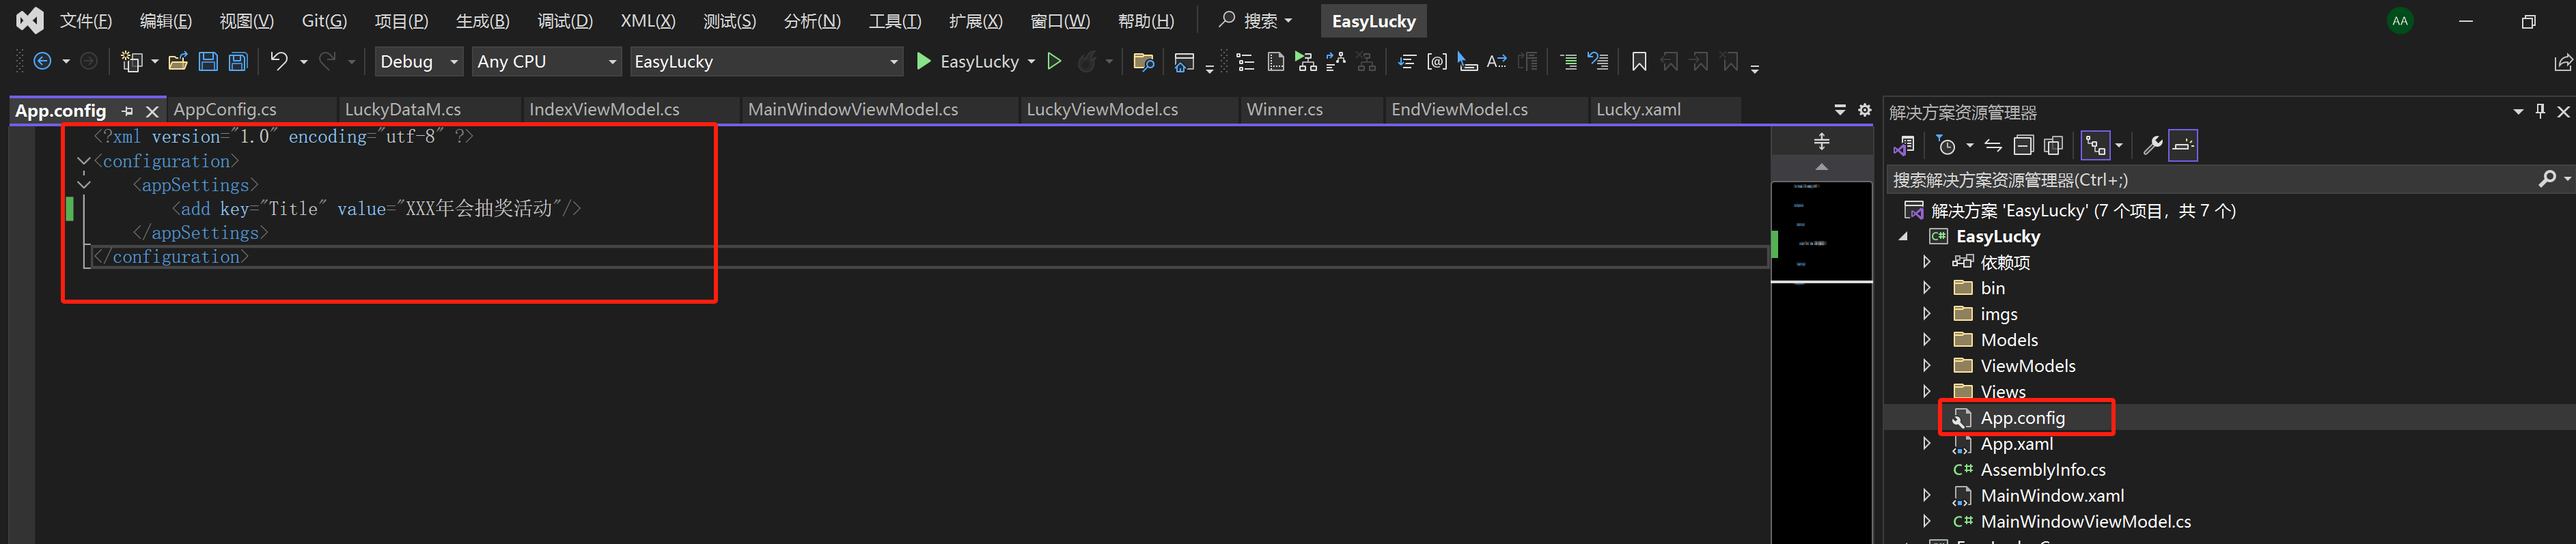 文件(F) 编辑(E) 视图(V) Git(G) 项目(P) 生成(B) 调试(D) XML(X) 测试(S) 分析(N) 工具(T) 扩展(X) 窗口(W) 帮助(H) 搜索 EasyLucky AA
Debug Any CPU EasyLucky EasyLucky
App.config AppConfig.cs LuckyDataM.cs IndexViewModel.cs MainWindowViewModel.cs LuckyViewModel.cs Winner.cs EndViewModel.cs Lucky.xaml
<?xml version="1.0" encoding="utf-8" ?>
<configuration>
<appSettings>
<add key="Title" value="XXX年会抽奖活动"/>
</appSettings>
</configuration>
解决方案资源管理器
搜索解决方案资源管理器(Ctrl+;)
解决方案 'EasyLucky' (7 个项目，共 7 个)
EasyLucky
依赖项
bin
imgs
Models
ViewModels
Views
App.config
App.xaml
AssemblyInfo.cs
MainWindow.xaml
MainWindowViewModel.cs